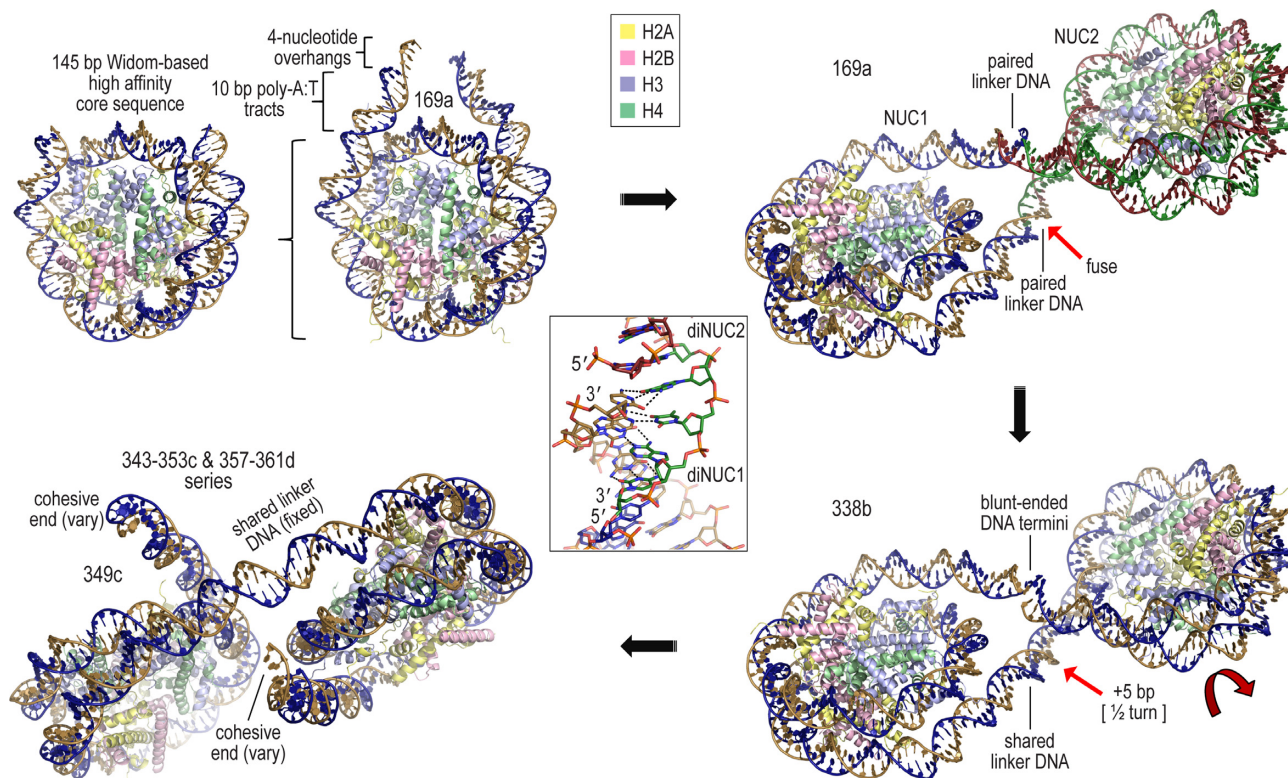 145 bp Widom-based
high affinity
core sequence
4-nucleotide
overhangs
10 bp poly-A:T
tracts
169a
H2A
H2B
H3
H4
169a
NUC1
paired
linker DNA
NUC2
fuse
paired
linker DNA
diNUC2
5′
3′
diNUC1
3′
5′
338b
blunt-ended
DNA termini
+5 bp
[ ½ turn ]
shared
linker DNA
343-353c & 357-361d
series
cohesive
end (vary)
shared linker
DNA (fixed)
349c
cohesive
end (vary)